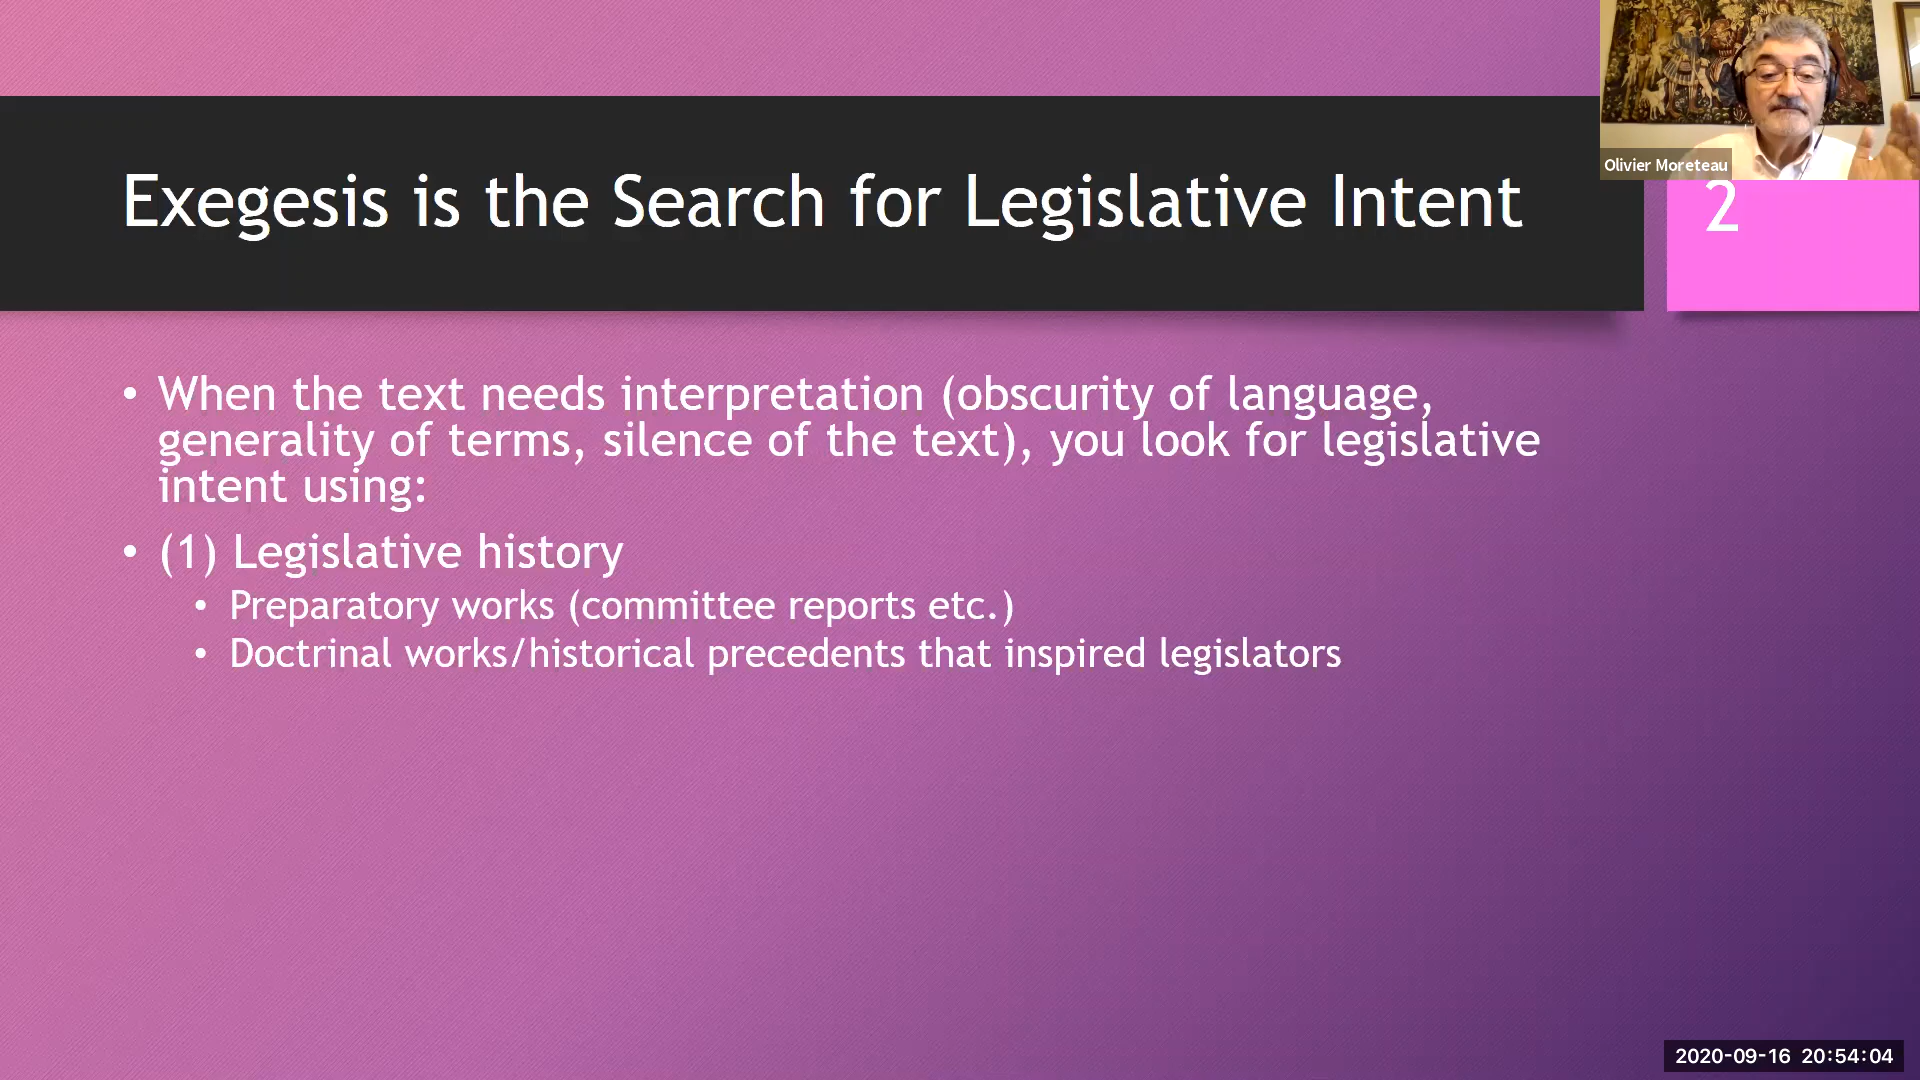 Olivier Moreteau
Exegesis is the Search for Legislative Intent
2
• When the text needs interpretation (obscurity of language,
generality of terms, silence of the text), you look for legislative
intent using:
• (1) Legislative history
• Preparatory works (committee reports etc.)
• Doctrinal works/historical precedents that inspired legislators
2020-09-16 20:54:04